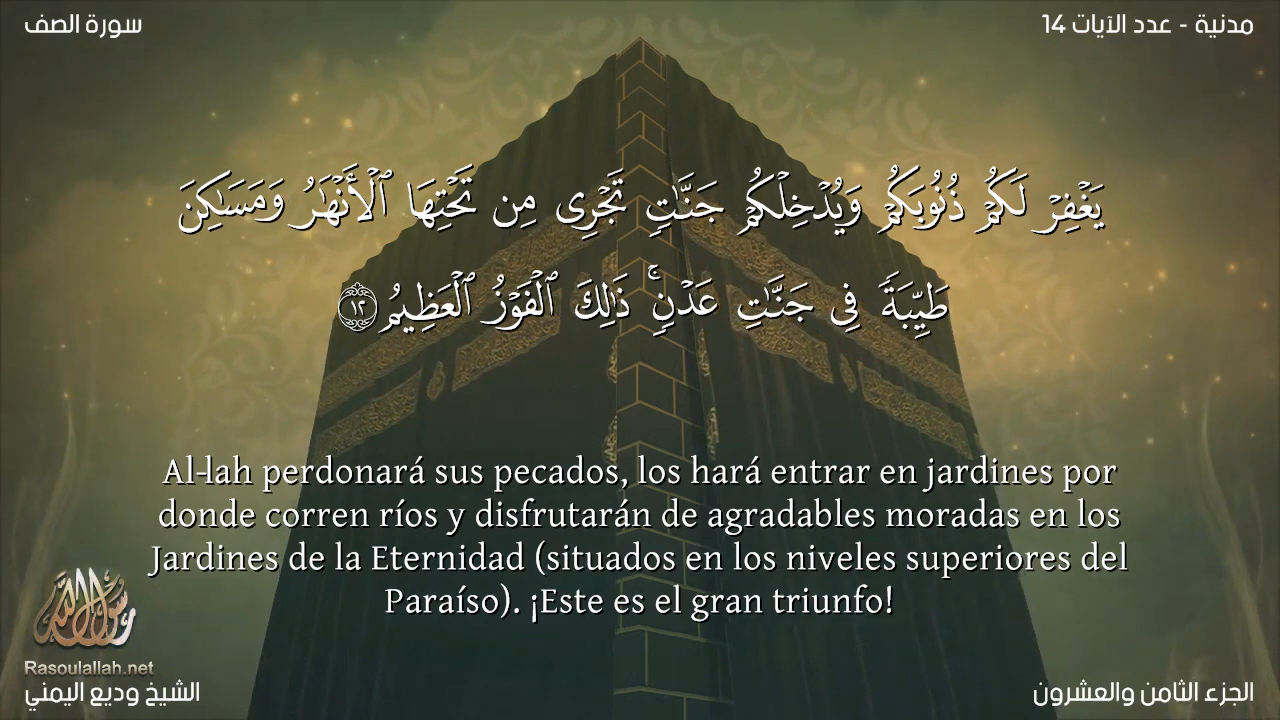 مدنية - عدد الآيات 14
سورة الصف
يَغْفِرْ لَكُمْ ذُنُوبَكُمْ وَيُدْخِلْكُمْ جَنَّٰتٍ تَجْرِى مِن تَحْتِهَا ٱلْأَنْهَٰرُ وَمَسَٰكِنَ
طَيِّبَةً فِى جَنَّٰتِ عَدْنٍ ۚ ذَٰلِكَ ٱلْفَوْزُ ٱلْعَظِيمُ ١٢
Al-lah perdonará sus pecados, los hará entrar en jardines por
donde corren ríos y disfrutarán de agradables moradas en los
Jardines de la Eternidad (situados en los niveles superiores del
Paraíso). ¡Este es el gran triunfo!
رسول الله
Rasoulallah.net
الجزء الثامن والعشرون
الشيخ وديع اليمني